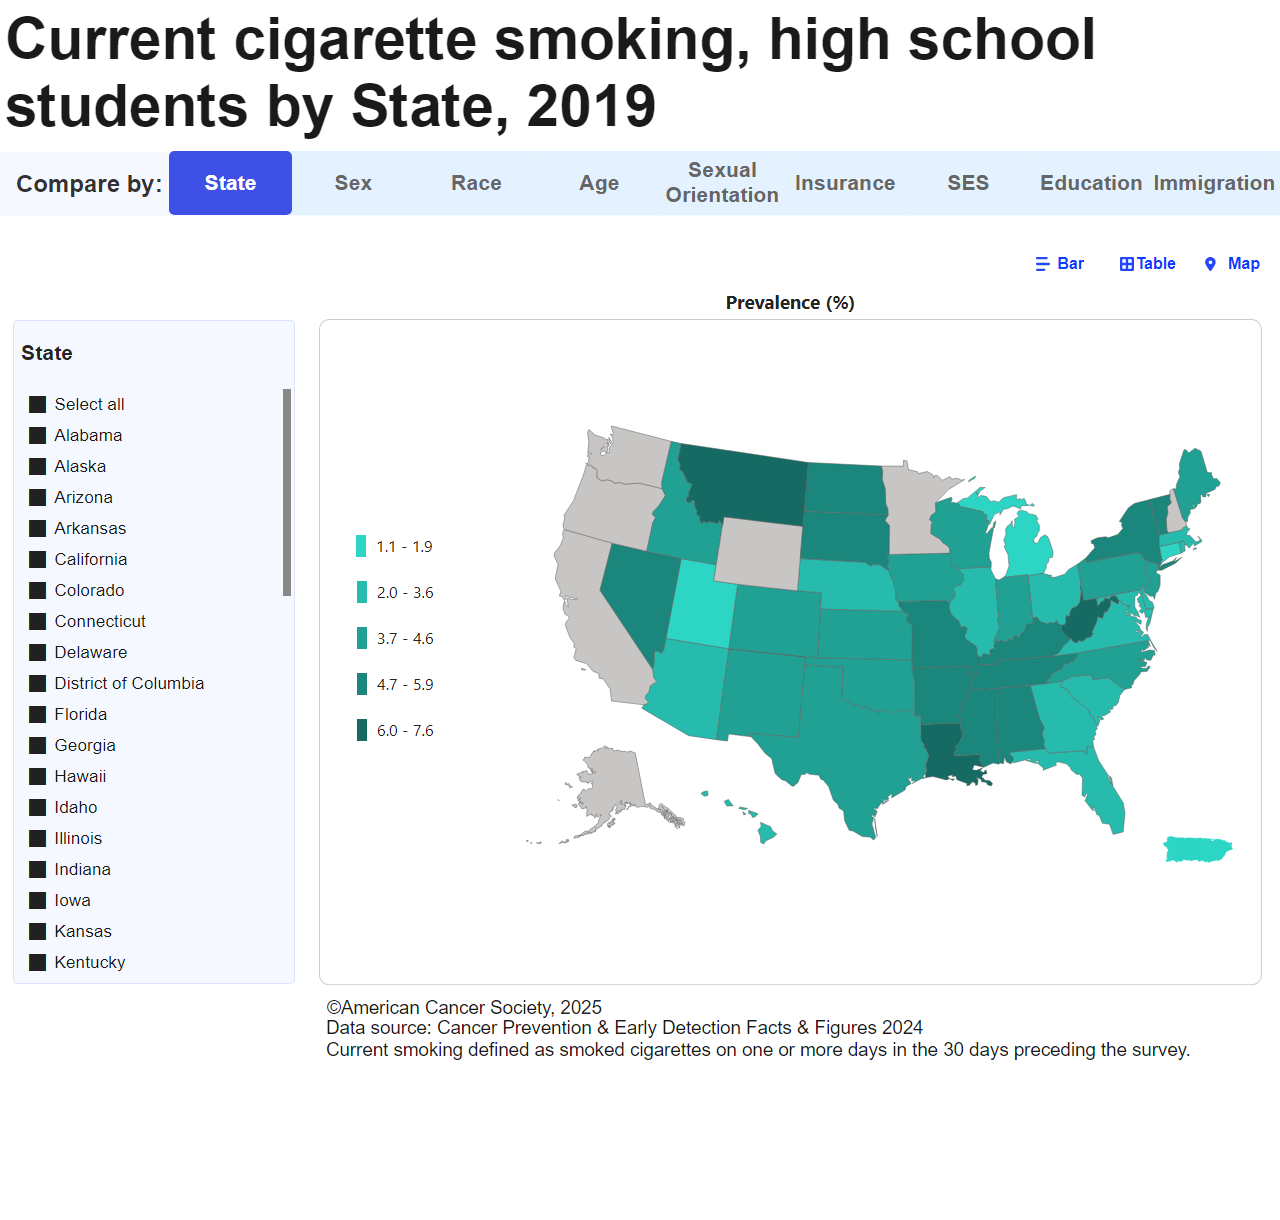 Current cigarette smoking, high school
students by State, 2019
Compare by:
State
Sex
Race
Age
Sexual
Orientation
Insurance
SES
Education
Immigration
Bar
Table
Map
Prevalence (%)
State
Select all
Alabama
Alaska
Arizona
Arkansas
California
Colorado
Connecticut
Delaware
District of Columbia
Florida
Georgia
Hawaii
Idaho
Illinois
Indiana
Iowa
Kansas
Kentucky
1.1 - 1.9
2.0 - 3.6
3.7 - 4.6
4.7 - 5.9
6.0 - 7.6
©American Cancer Society, 2025
Data source: Cancer Prevention & Early Detection Facts & Figures 2024
Current smoking defined as smoked cigarettes on one or more days in the 30 days preceding the survey.